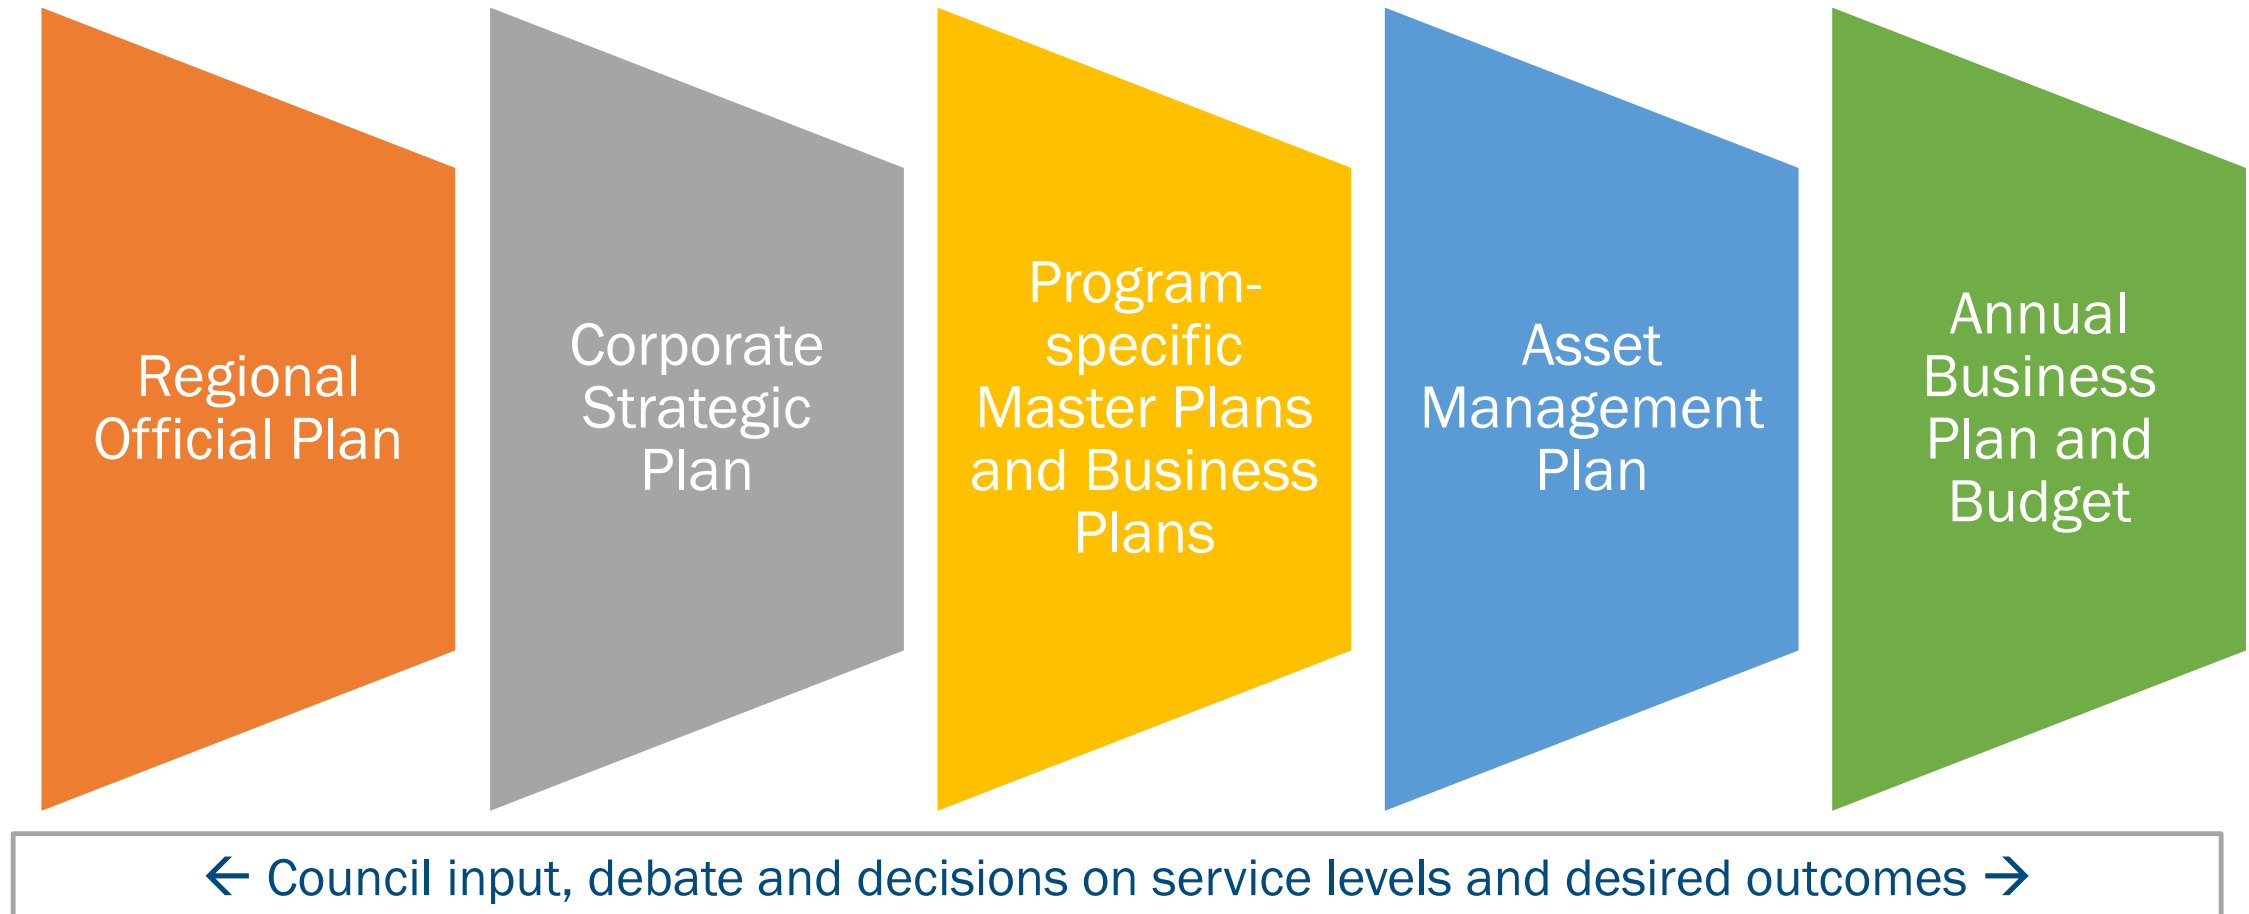 Regional
Official Plan
Corporate
Strategic
Plan
Program-
specific
Master Plans
and Business
Plans
Asset
Management
Plan
Annual
Business
Plan and
Budget
← Council input, debate and decisions on service levels and desired outcomes →